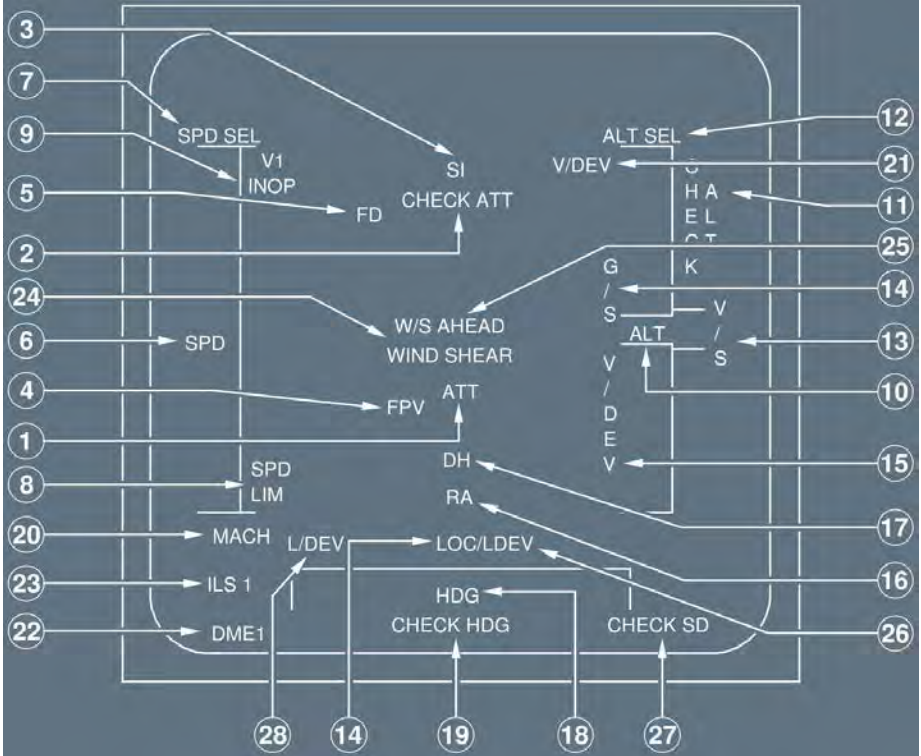 3
7
SPD SEL
ALT SEL
12
9
V1
INOP
SI
V/DEV
21
5
FD
CHECK ATT
CHECK
ALT
11
2
25
24
G/S
14
W/S AHEAD
WIND SHEAR
6
SPD
ALT
V/S
13
4
FPV
ATT
V/DEV
10
1
DH
15
8
SPD
LIM
RA
17
20
MACH
L/DEV
LOC/LDEV
16
23
ILS 1
HDG
22
DME1
CHECK HDG
CHECK SD
26
28
14
19
18
27